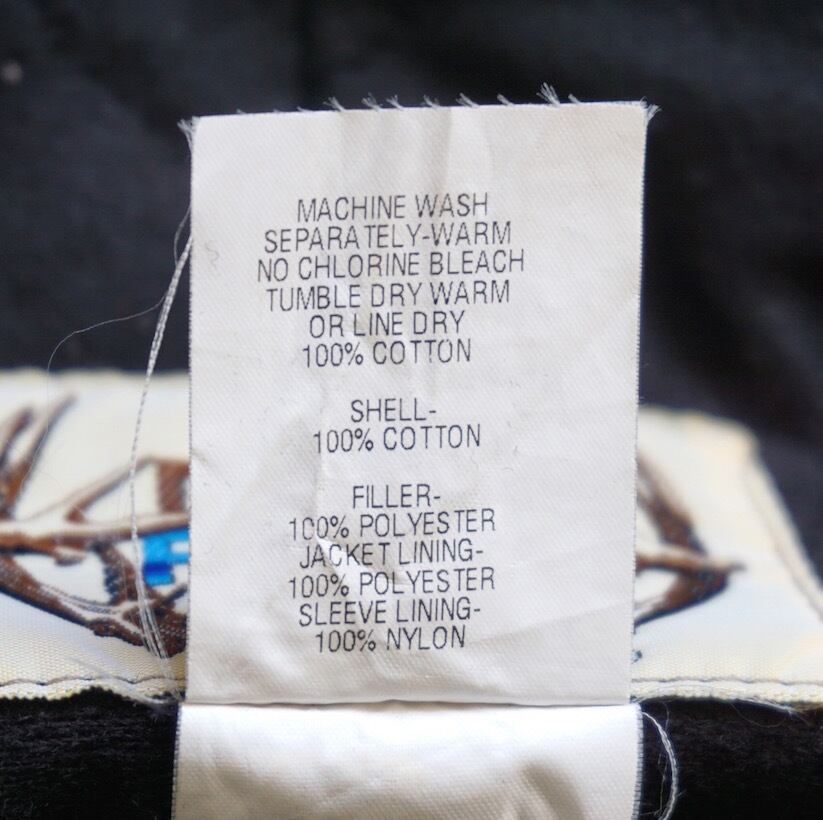 MACHINE WASH
SEPARATELY-WARM
NO CHLORINE BLEACH
TUMBLE DRY WARM
OR LINE DRY
100% COTTON
SHELL-
100% COTTON
FILLER-
100% POLYESTER
JACKET LINING-
100% POLYESTER
SLEEVE LINING-
100% NYLON